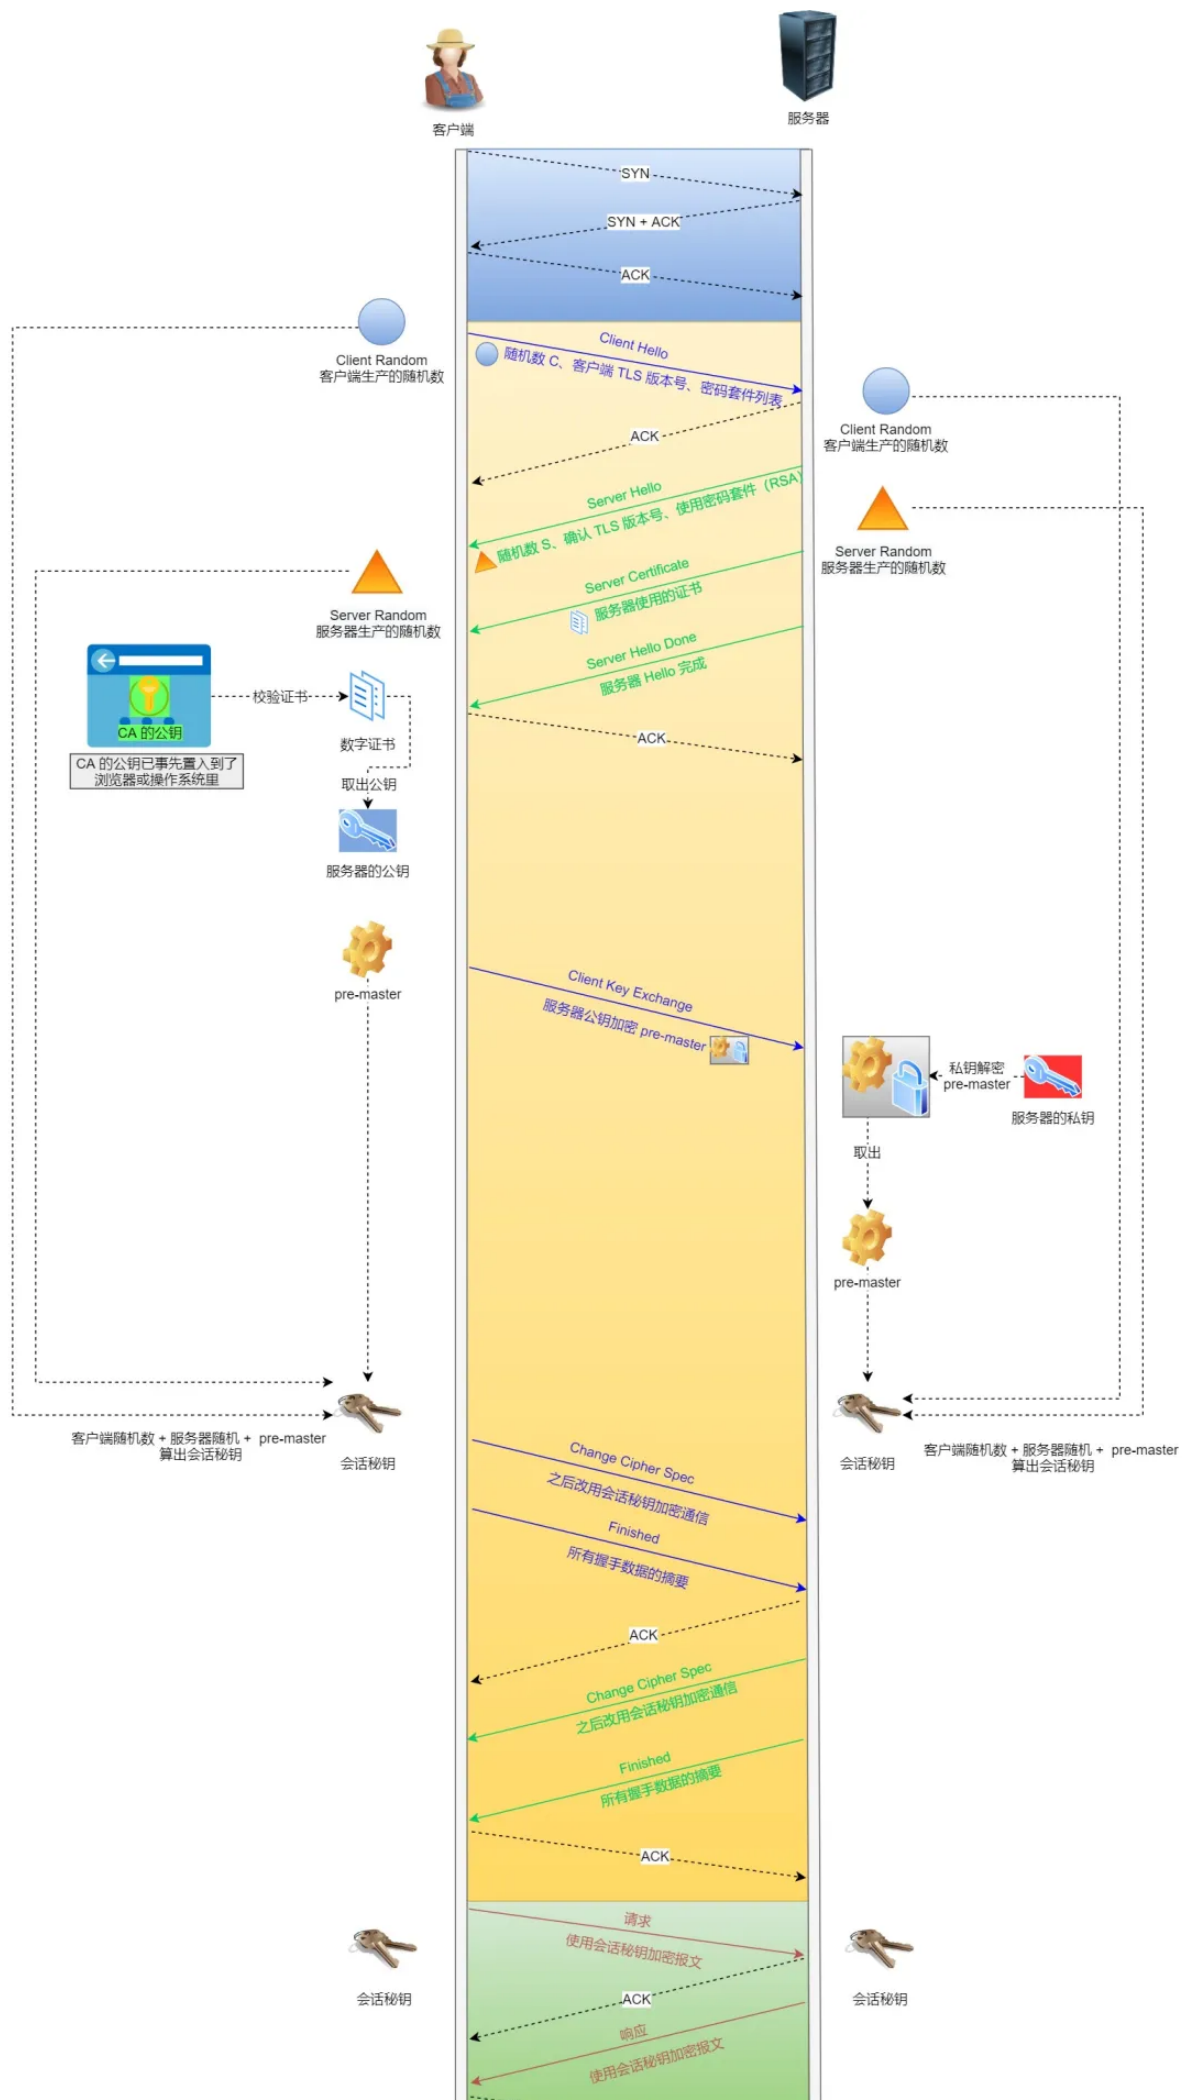 客户端
服务器
SYN
SYN + ACK
ACK
Client Random
客户端生产的随机数
Client Hello
随机数 C、客户端 TLS 版本号、密码套件列表
Client Random
客户端生产的随机数
ACK
Server Hello
随机数 S、确认 TLS 版本号、使用密码套件（RSA）
Server Random
服务器生产的随机数
Server Certificate
服务器使用的证书
Server Random
服务器生产的随机数
Server Hello Done
服务器 Hello 完成
CA 的公钥
校验证书
数字证书
ACK
CA 的公钥已事先置入到了
浏览器或操作系统里
取出公钥
服务器的公钥
pre-master
Client Key Exchange
服务器公钥加密 pre-master
私钥解密
pre-master
服务器的私钥
取出
pre-master
客户端随机数 + 服务器随机 + pre-master
算出会话秘钥
会话秘钥
会话秘钥
客户端随机数 + 服务器随机 + pre-master
算出会话秘钥
Change Cipher Spec
之后改用会话秘钥加密通信
Finished
所有握手数据的摘要
ACK
Change Cipher Spec
之后改用会话秘钥加密通信
Finished
所有握手数据的摘要
ACK
请求
使用会话秘钥加密报文
会话秘钥
会话秘钥
ACK
响应
使用会话秘钥加密报文